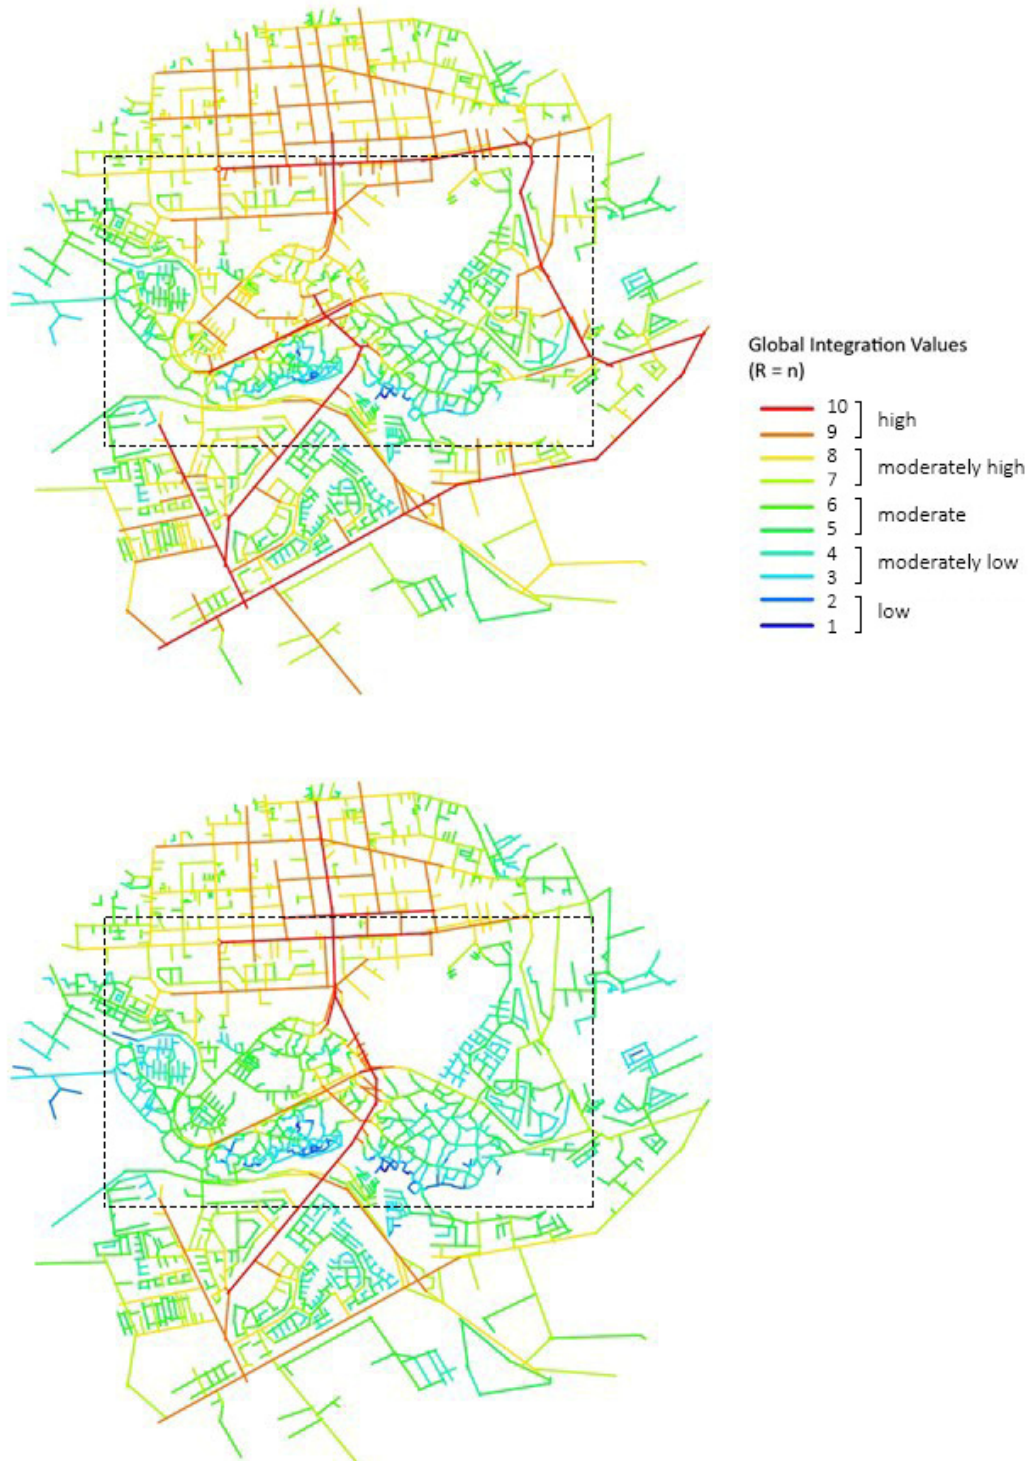 Global Integration Values
(R = n)
10
9
high
8
7
moderately high
6
5
moderate
4
3
moderately low
2
1
low